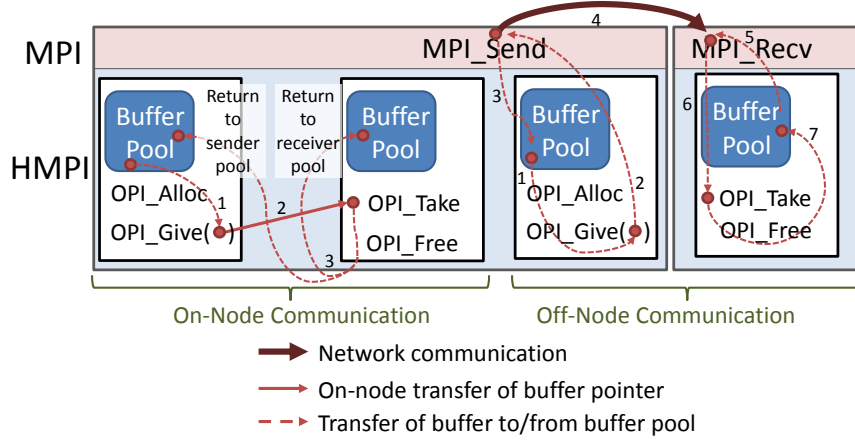 4
MPI
MPI_Send
MPI_Recv
5
3
6
HMPI
Buffer
Pool
Return
to
sender
pool
Return
to
receiver
pool
Buffer
Pool
Buffer
Pool
Buffer
Pool
7
OPI_Alloc
OPI_Give( )
1
2
OPI_Take
OPI_Free
3
1
2
OPI_Alloc
OPI_Give( )
OPI_Take
OPI_Free
On-Node Communication
Off-Node Communication
Network communication
On-node transfer of buffer pointer
Transfer of buffer to/from buffer pool